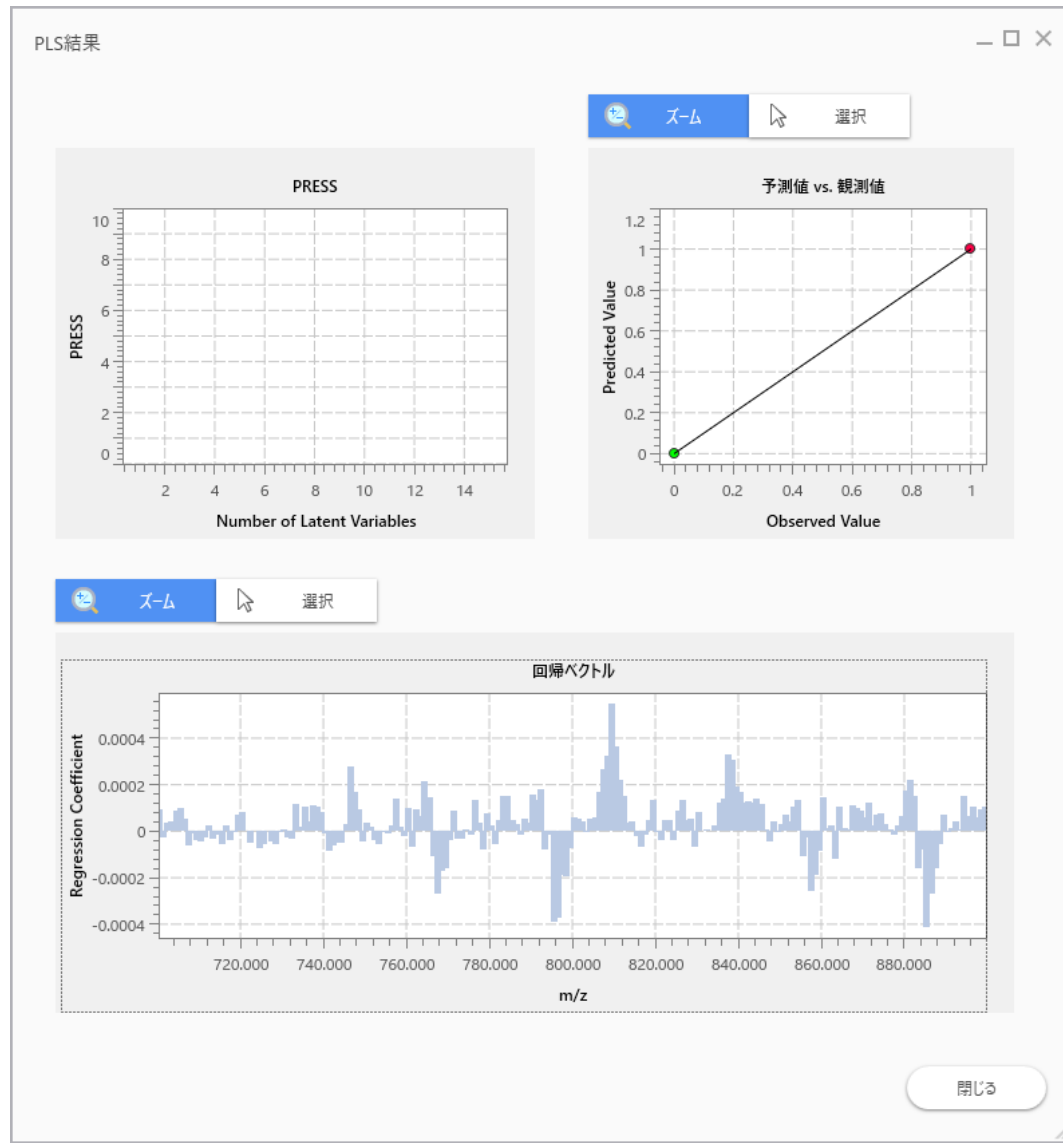 PLS結果
ズーム 選択
PRESS
10
8
6
4
2
0
PRESS
2 4 6 8 10 12 14
Number of Latent Variables
予測値 vs. 観測値
1.2
1
0.8
0.6
0.4
0.2
0
Predicted Value
0 0.2 0.4 0.6 0.8 1
Observed Value
ズーム 選択
回帰ベクトル
0.0004
0.0002
0
-0.0002
-0.0004
Regression Coefficient
720.000 740.000 760.000 780.000 800.000 820.000 840.000 860.000 880.000
m/z
閉じる